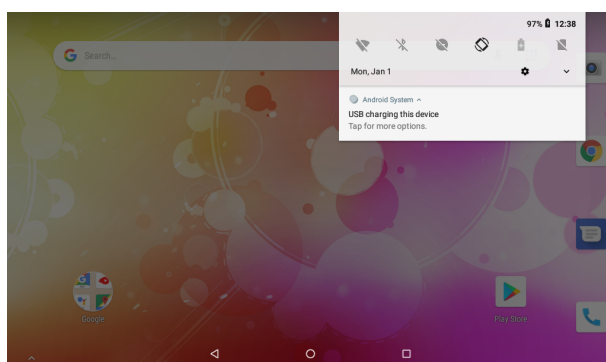 97% 12:38
Search...
Mon, Jan 1
Android System
USB charging this device
Tap for more options.
Google
Play Store